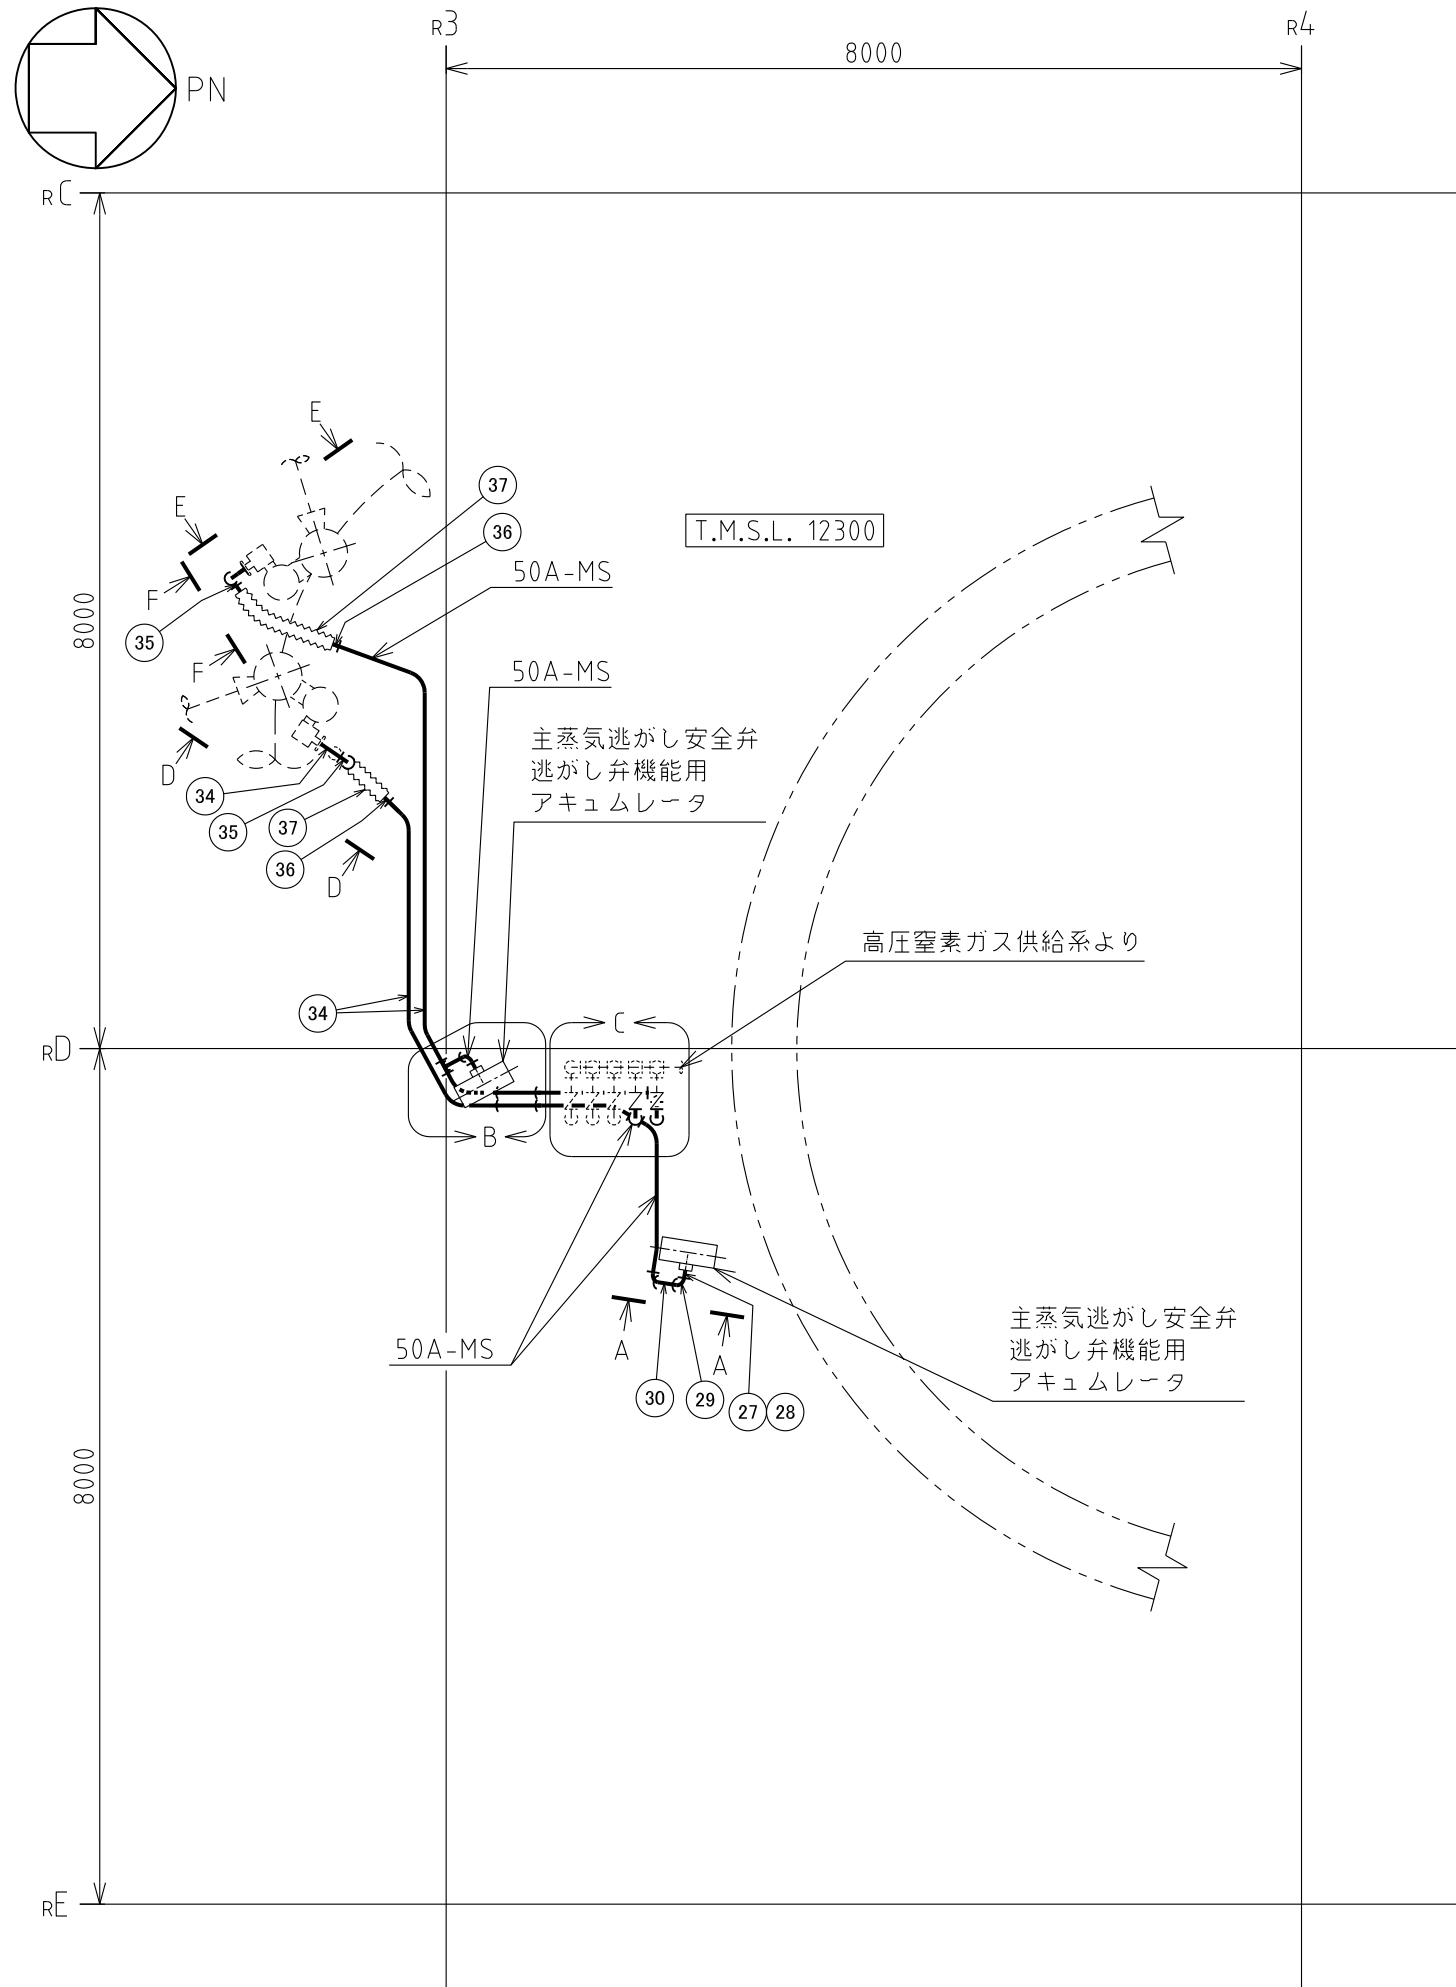 R3
R4
8000
PN
RC
E
E
37
36
T.M.S.L. 12300
50A-MS
F
35
8000
F
50A-MS
主蒸気逃がし安全弁
逃がし弁機能用
アキュムレータ
D
34
35
37
36
D
高圧窒素ガス供給系より
34
C
RD
B
50A-MS
A
A
主蒸気逃がし安全弁
逃がし弁機能用
アキュムレータ
30
29
27
28
8000
RE